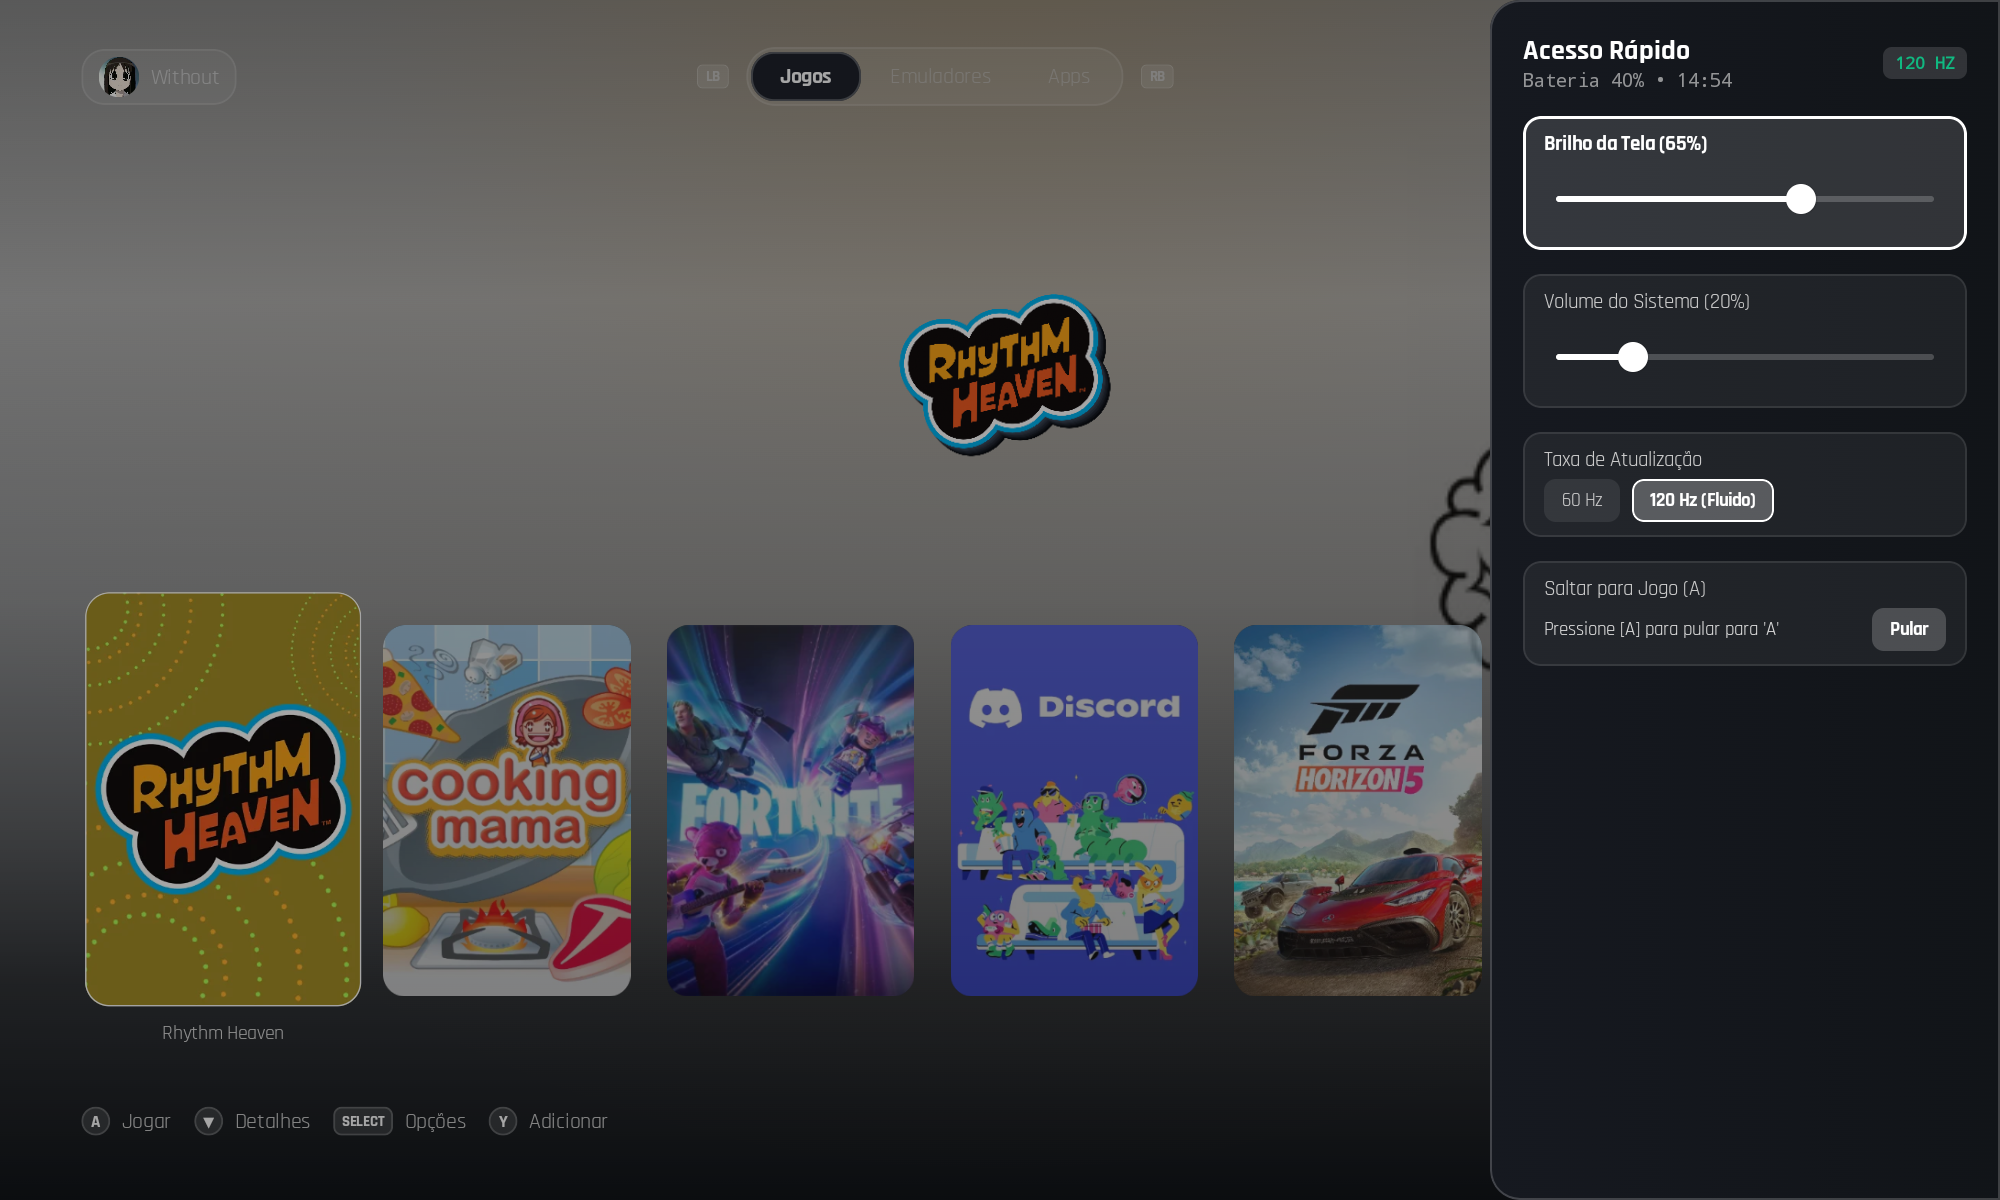 Without
LB
Jogos
Emuladores
Apps
RB
RHYTHM
HEAVEN
TM
RHYTHM
HEAVEN
TM
cooking
mama
FORTNITE
Discord
FORZA
HORIZON 5
Rhythm Heaven
A Jogar
▼ Detalhes
SELECT Opções
Y Adicionar
Acesso Rápido
Bateria 40% • 14:54
120 HZ
Brilho da Tela (65%)
Volume do Sistema (20%)
Taxa de Atualização
60 Hz
120 Hz (Fluido)
Saltar para Jogo (A)
Pressione [A] para pular para 'A'
Pular